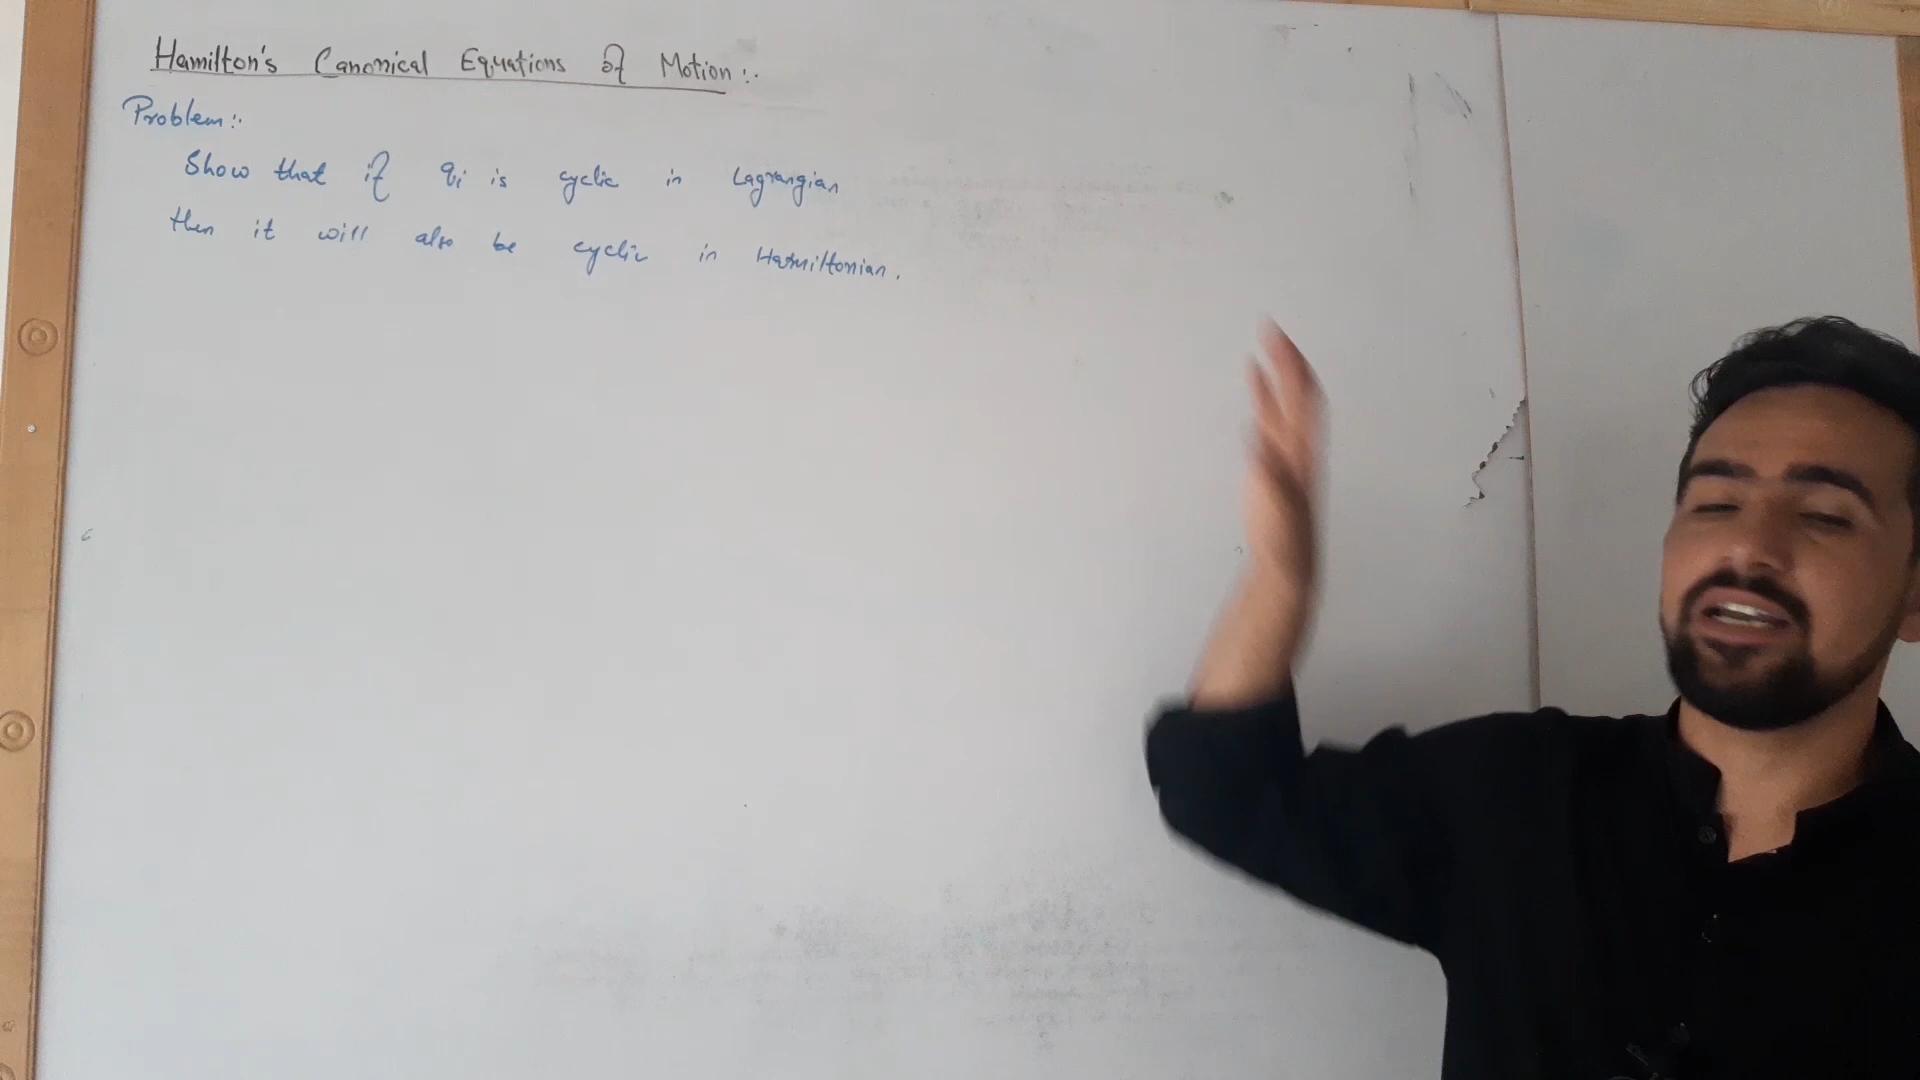 Hamilton's Canonical Equations of Motion:.
Problem:.
Show that if qi is cyclic in Lagrangian
then it will also be cyclic in Hamiltonian.